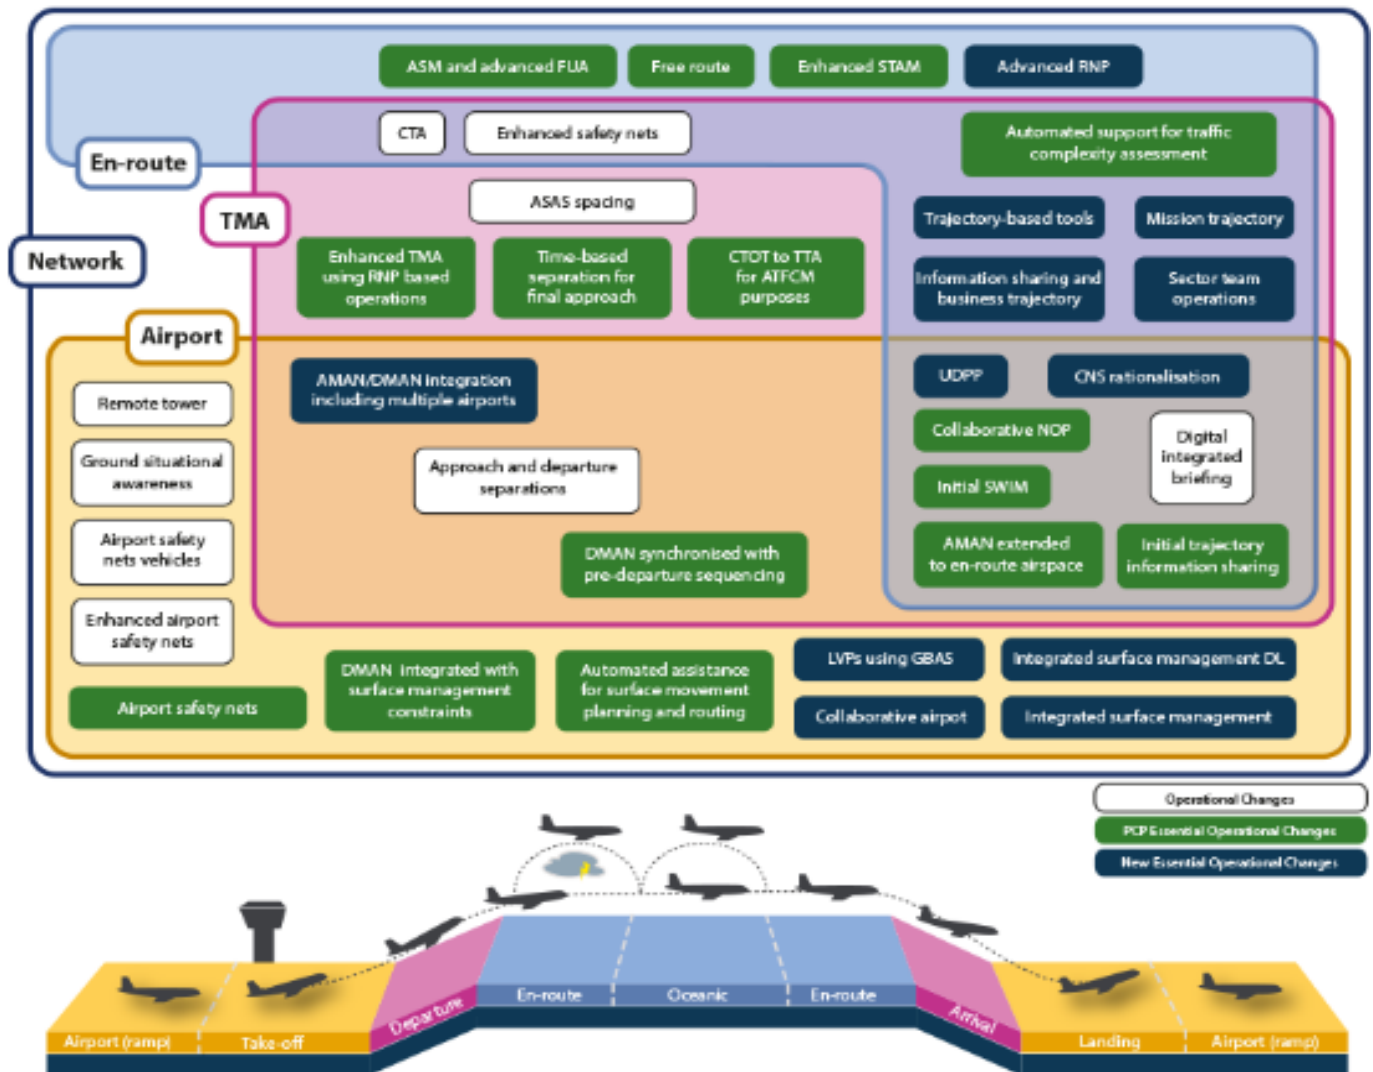 ASM and advanced FUA
Free route
Enhanced STAM
Advanced RNP
CTA
Enhanced safety nets
Automated support for traffic
complexity assessment
En-route
ASAS spacing
TMA
Trajectory-based tools
Mission trajectory
Network
Enhanced TMA
using RNP based
operations
Time-based
separation for
final approach
CTOT to TTA
for ATFCM
purposes
Information sharing and
business trajectory
Sector team
operations
Airport
Remote tower
Ground situational
awareness
Airport safety
nets vehicles
Enhanced airport
safety nets
Airport safety nets
AMAN/DMAN integration
including multiple airports
Approach and departure
separations
DMAN synchronised with
pre-departure sequencing
UDPP
CNS rationalisation
Collaborative NOP
Digital
integrated
briefing
Initial SWIM
AMAN extended
to en-route airspace
Initial trajectory
information sharing
DMAN integrated with
surface management
constraints
Automated assistance
for surface movement
planning and routing
LVPs using GBAS
Integrated surface management DL
Collaborative airpot
Integrated surface management
Operational Changes
PCP Essential Operational Changes
New Essential Operational Changes
Airport (ramp)
Take-off
Departure
En-route
Oceanic
En-route
Arrival
Landing
Airport (ramp)